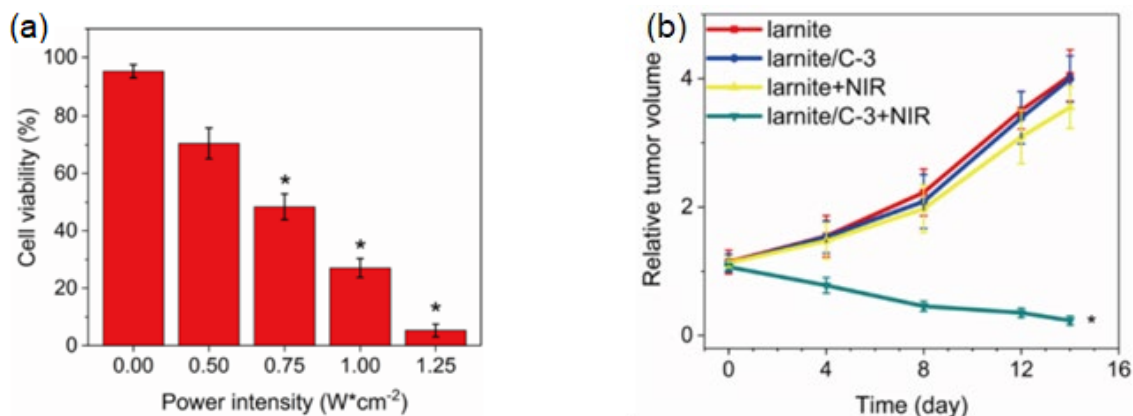 (a)
Cell viability (%)
100
80
60
40
20
0
*
*
*
0.00 0.50 0.75 1.00 1.25
Power intensity (W*cm-2)
(b)
larnite
larnite/C-3
larnite+NIR
larnite/C-3+NIR
Relative tumor volume
4
2
0
*
0 4 8 12 16
Time (day)